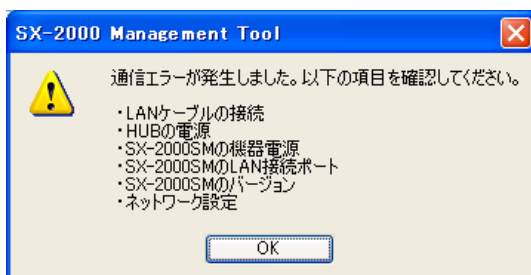 SX-2000 Management Tool
通信エラーが発生しました。以下の項目を確認してください。
・LANケーブルの接続
・HUBの電源
・SX-2000SMの機器電源
・SX-2000SMのLAN接続ポート
・SX-2000SMのバージョン
・ネットワーク設定
OK